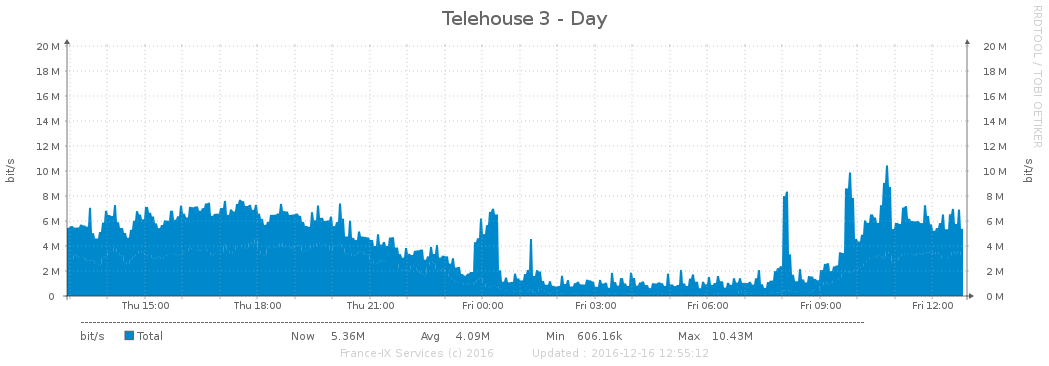 Telehouse 3 - Day
RRDTOOL / TOBI OETIKER
bit/s
bit/s
20 M 20 M
18 M 18 M
16 M 16 M
14 M 14 M
12 M 12 M
10 M 10 M
8 M 8 M
6 M 6 M
4 M 4 M
2 M 2 M
0 0 M
Thu 15:00 Thu 18:00 Thu 21:00 Fri 00:00 Fri 03:00 Fri 06:00 Fri 09:00 Fri 12:00
bit/s Total Now 5.36M Avg 4.09M Min 606.16k Max 10.43M
France-IX Services (c) 2016 Updated : 2016-12-16 12:55:12